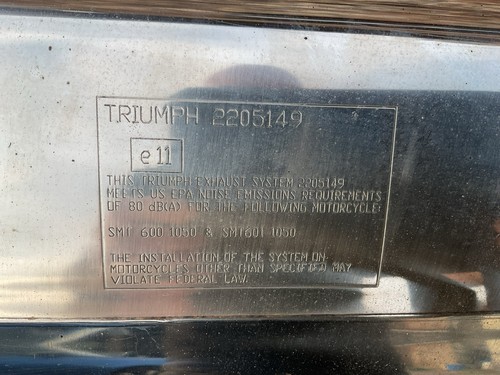 TRIUMPH 2205149
e11
THIS TRIUMPH EXHAUST SYSTEM 2205149
MEETS US EPA NOISE EMISSIONS REQUIREMENTS
OF 80 dB(A) FOR THE FOLLOWING MOTORCYCLE:
SMT 600 1050 & SMT601 1050
THE INSTALLATION OF THE SYSTEM ON
MOTORCYCLES OTHER THAN SPECIFIED MAY
VIOLATE FEDERAL LAW.